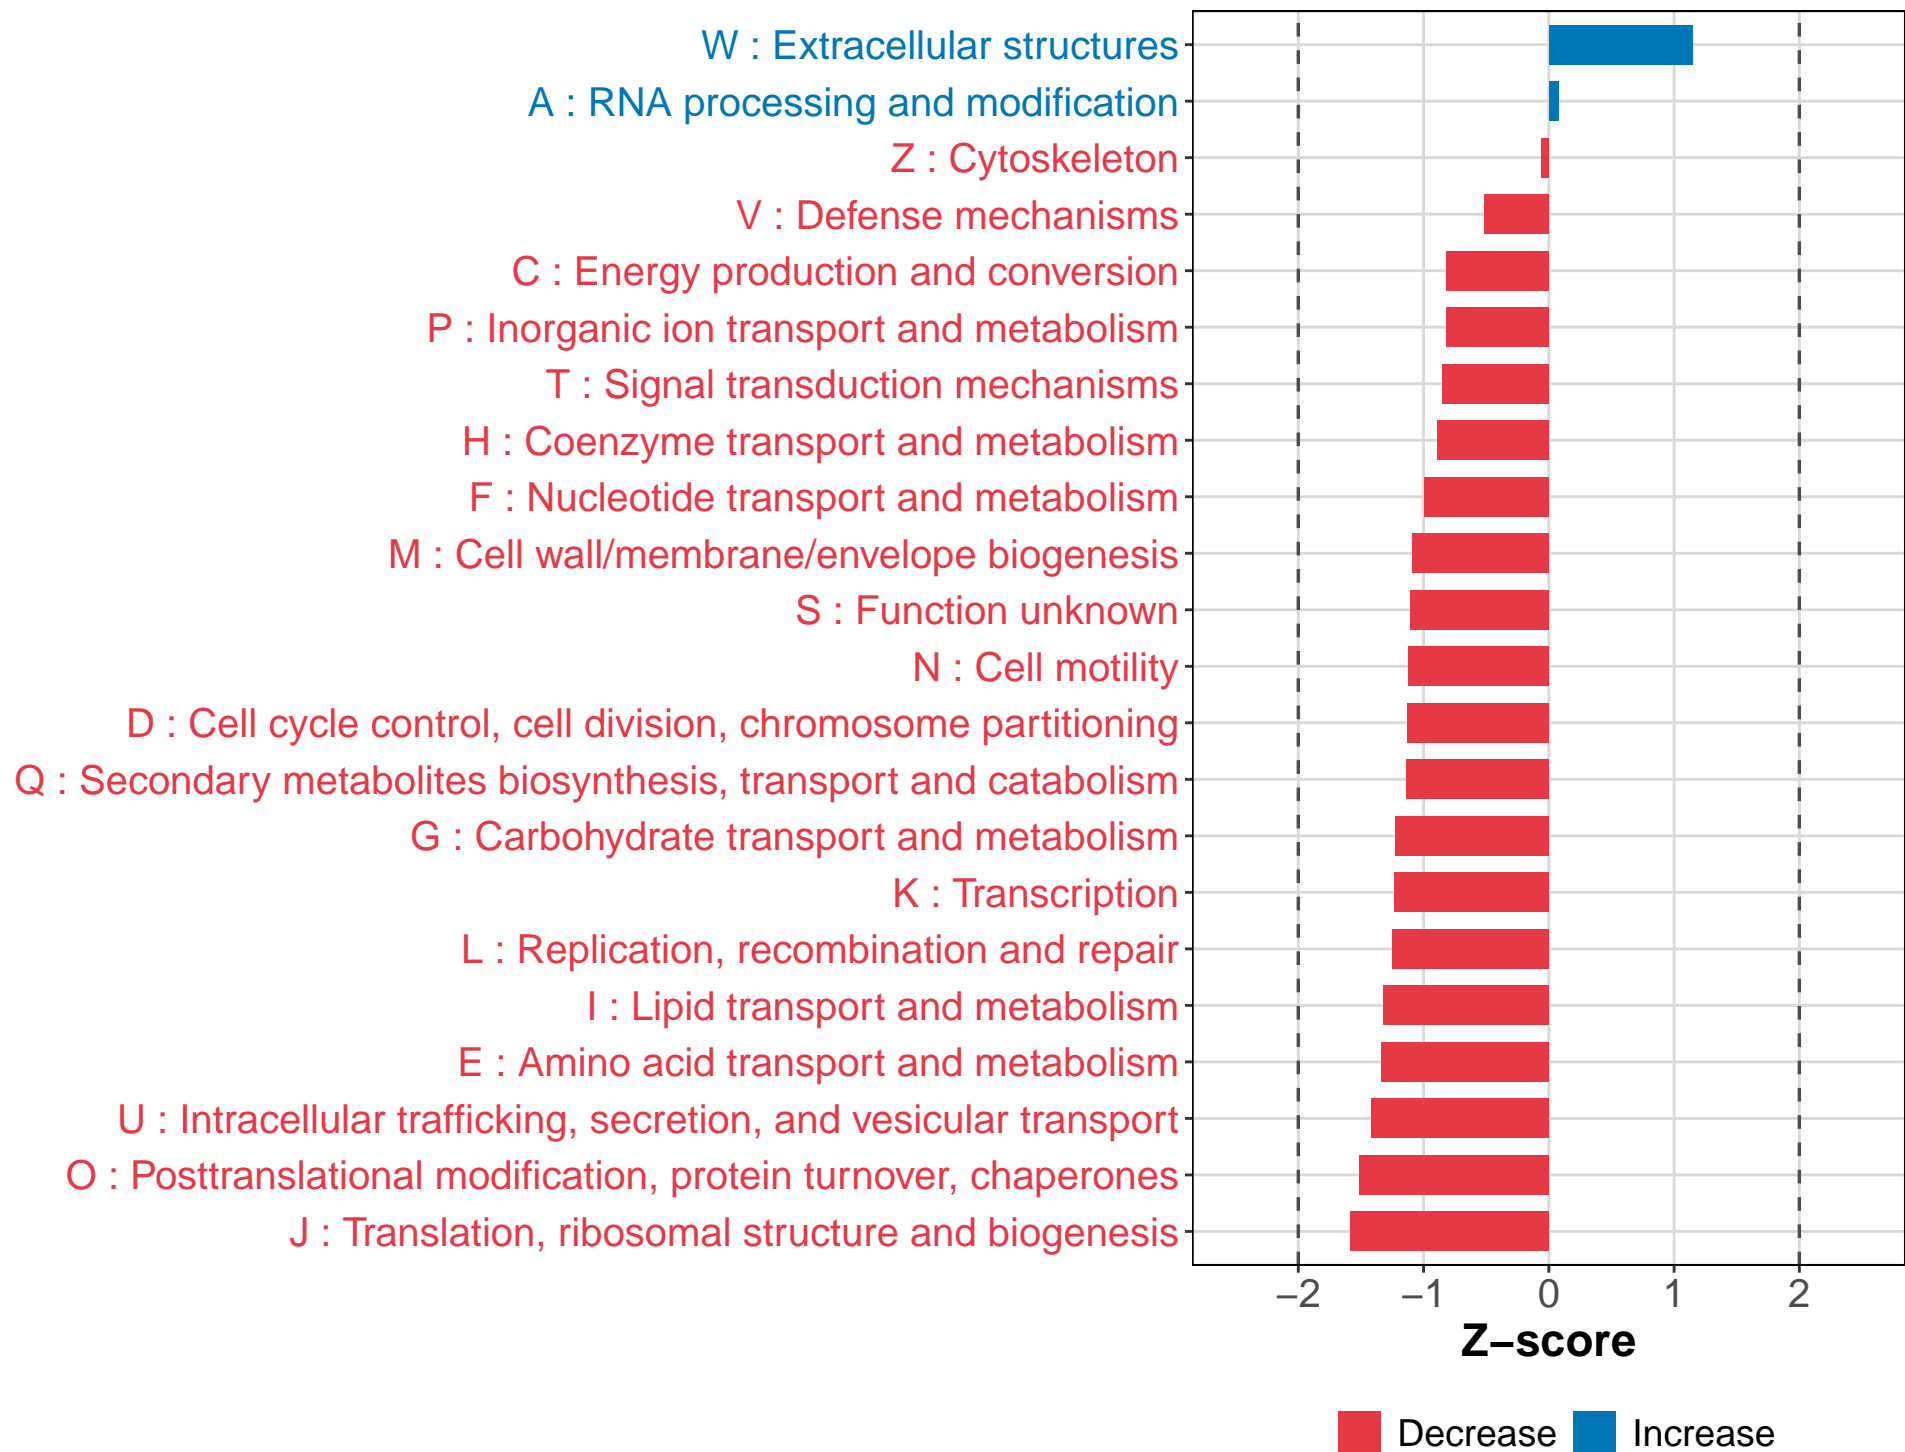 W : Extracellular structures
A : RNA processing and modification
Z : Cytoskeleton
V : Defense mechanisms
C : Energy production and conversion
P : Inorganic ion transport and metabolism
T : Signal transduction mechanisms
H : Coenzyme transport and metabolism
F : Nucleotide transport and metabolism
M : Cell wall/membrane/envelope biogenesis
S : Function unknown
N : Cell motility
D : Cell cycle control, cell division, chromosome partitioning
Q : Secondary metabolites biosynthesis, transport and catabolism
G : Carbohydrate transport and metabolism
K : Transcription
L : Replication, recombination and repair
I : Lipid transport and metabolism
E : Amino acid transport and metabolism
U : Intracellular trafficking, secretion, and vesicular transport
O : Posttranslational modification, protein turnover, chaperones
J : Translation, ribosomal structure and biogenesis
−2 −1 0 1 2
Z−score
Decrease Increase